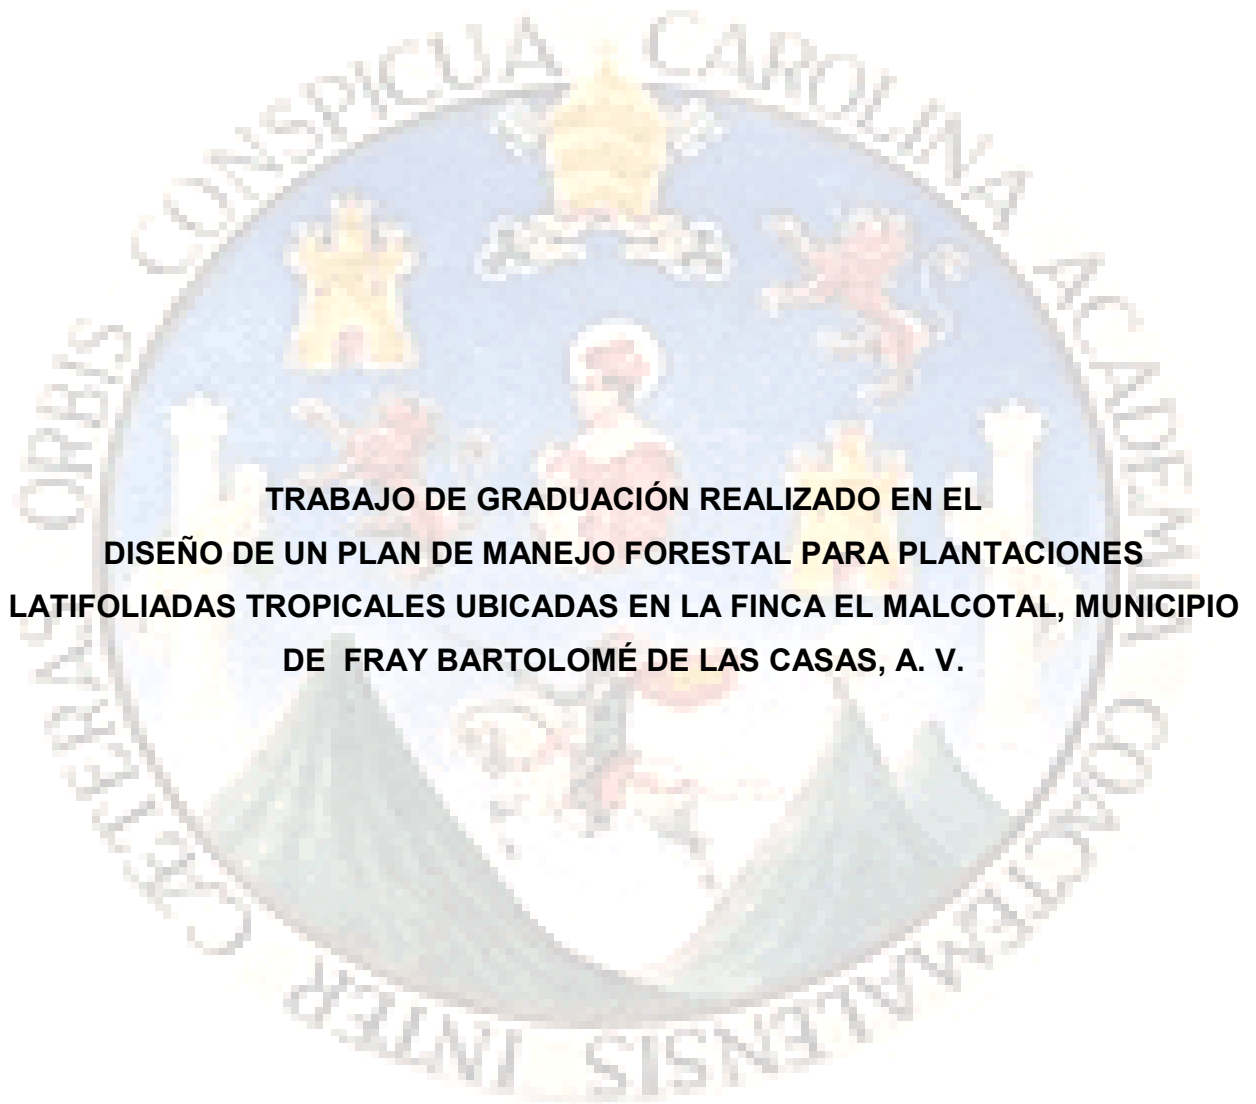 TRABAJO DE GRADUACIÓN REALIZADO EN EL
DISEÑO DE UN PLAN DE MANEJO FORESTAL PARA PLANTACIONES
LATIFOLIADAS TROPICALES UBICADAS EN LA FINCA EL MALCOTAL, MUNICIPIO
DE FRAY BARTOLOMÉ DE LAS CASAS, A. V.
CAETERAS ORBIS CONSPICUA CAROLINA ACADEMIA COACTEMALENSIS INTER